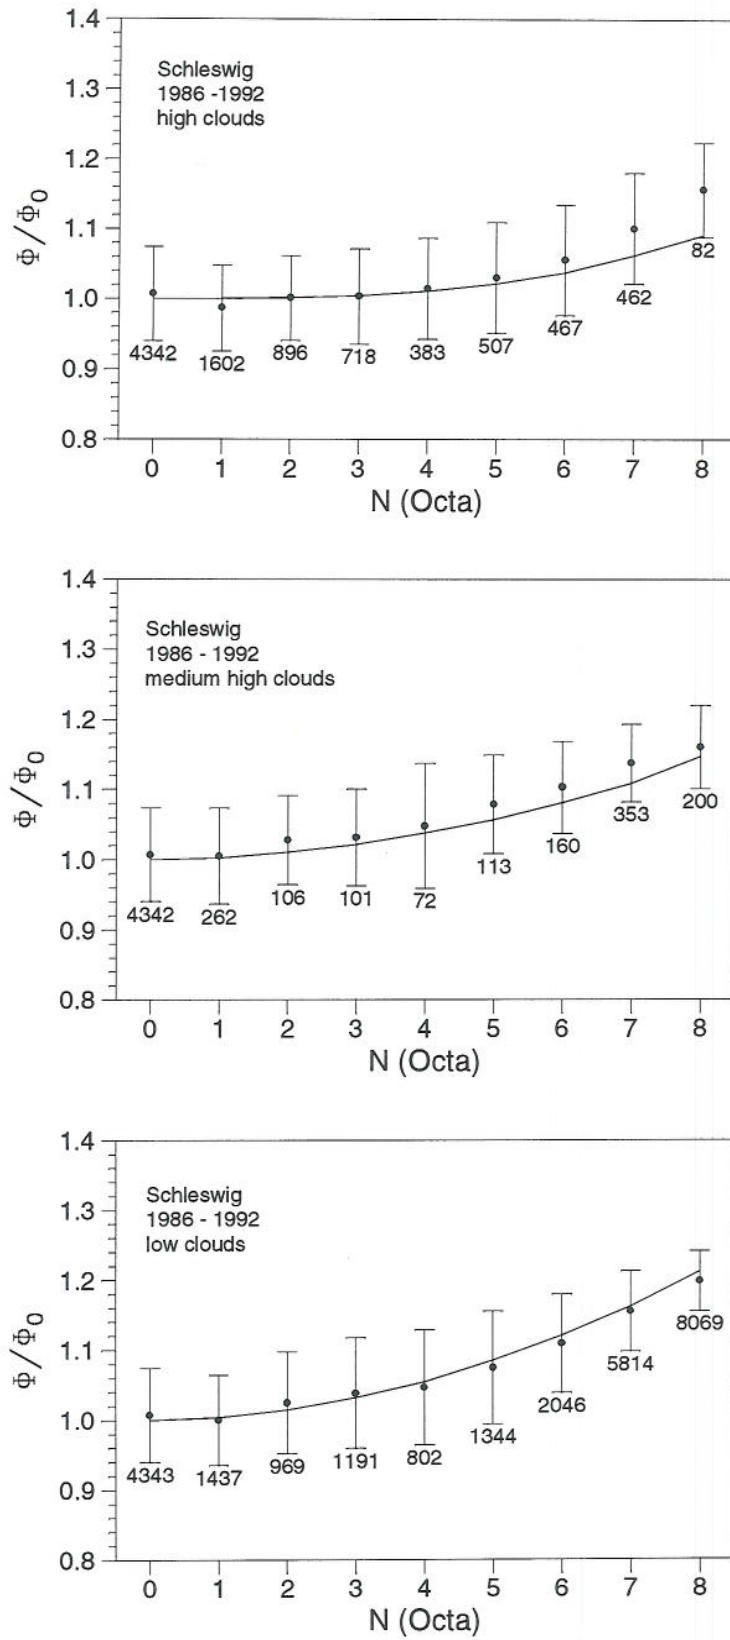 1.4
Schleswig
1986 -1992
high clouds
1.3
1.2
1.1
1.0
0.9
0.8
Φ/Φ0
4342 1602 896 718 383 507 467 462 82
0 1 2 3 4 5 6 7 8
N (Octa)
1.4
Schleswig
1986 - 1992
medium high clouds
1.3
1.2
1.1
1.0
0.9
0.8
Φ/Φ0
4342 262 106 101 72 113 160 353 200
0 1 2 3 4 5 6 7 8
N (Octa)
1.4
Schleswig
1986 - 1992
low clouds
1.3
1.2
1.1
1.0
0.9
0.8
Φ/Φ0
4343 1437 969 1191 802 1344 2046 5814 8069
0 1 2 3 4 5 6 7 8
N (Octa)